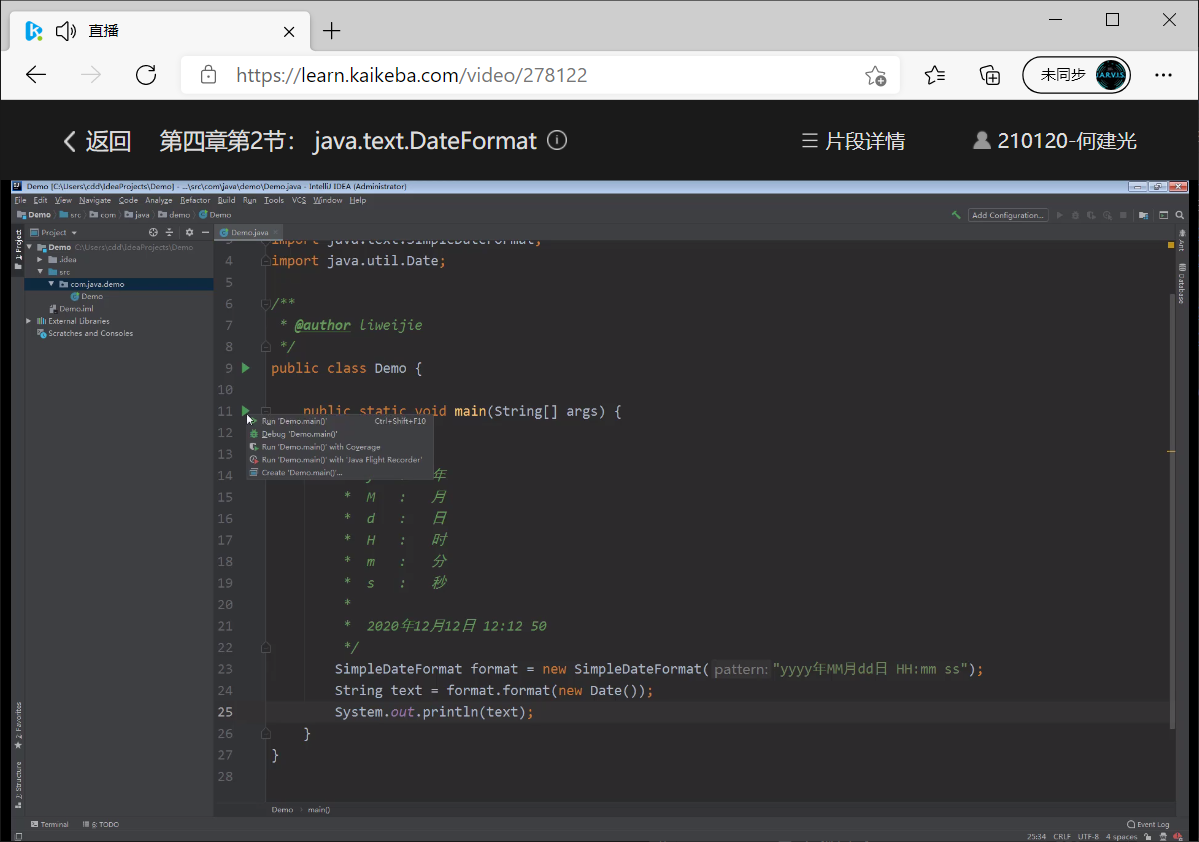 直播
https://learn.kaikeba.com/video/278122
未同步
J.A.R.V.I.S.
返回 第四章第2节： java.text.DateFormat
片段详情
210120-何建光
Demo [C:\Users\cdd\IdeaProjects\Demo] - ...\src\com\java\demo\Demo.java - IntelliJ IDEA (Administrator)
File Edit View Navigate Code Analyze Refactor Build Run Tools VCS Window Help
Demo src com java demo Demo
Add Configuration...
Project
Demo.java
1: Project
Ant
Database
Demo C:\Users\cdd\IdeaProjects\Demo
.idea
src
com.java.demo
Demo
Demo.iml
External Libraries
Scratches and Consoles
3 import java.text.SimpleDateFormat;
4 import java.util.Date;
5
6 /**
7 * @author liweijie
8 */
9 public class Demo {
10
11 public static void main(String[] args) {
Run 'Demo.main()' Ctrl+Shift+F10
12
Debug 'Demo.main()'
Run 'Demo.main()' with Coverage
13
Run 'Demo.main()' with 'Java Flight Recorder'
Create 'Demo.main()'...
14 年
15 * M : 月
16 * d : 日
17 * H : 时
18 * m : 分
19 * s : 秒
20 *
21 * 2020年12月12日 12:12 50
22 */
23 SimpleDateFormat format = new SimpleDateFormat( pattern: "yyyy年MM月dd日 HH:mm ss");
24 String text = format.format(new Date());
25 System.out.println(text);
26 }
27 }
28
2: Favorites
2: Structure
Demo main()
Terminal 6: TODO
Event Log
25:34 CRLF UTF-8 4 spaces